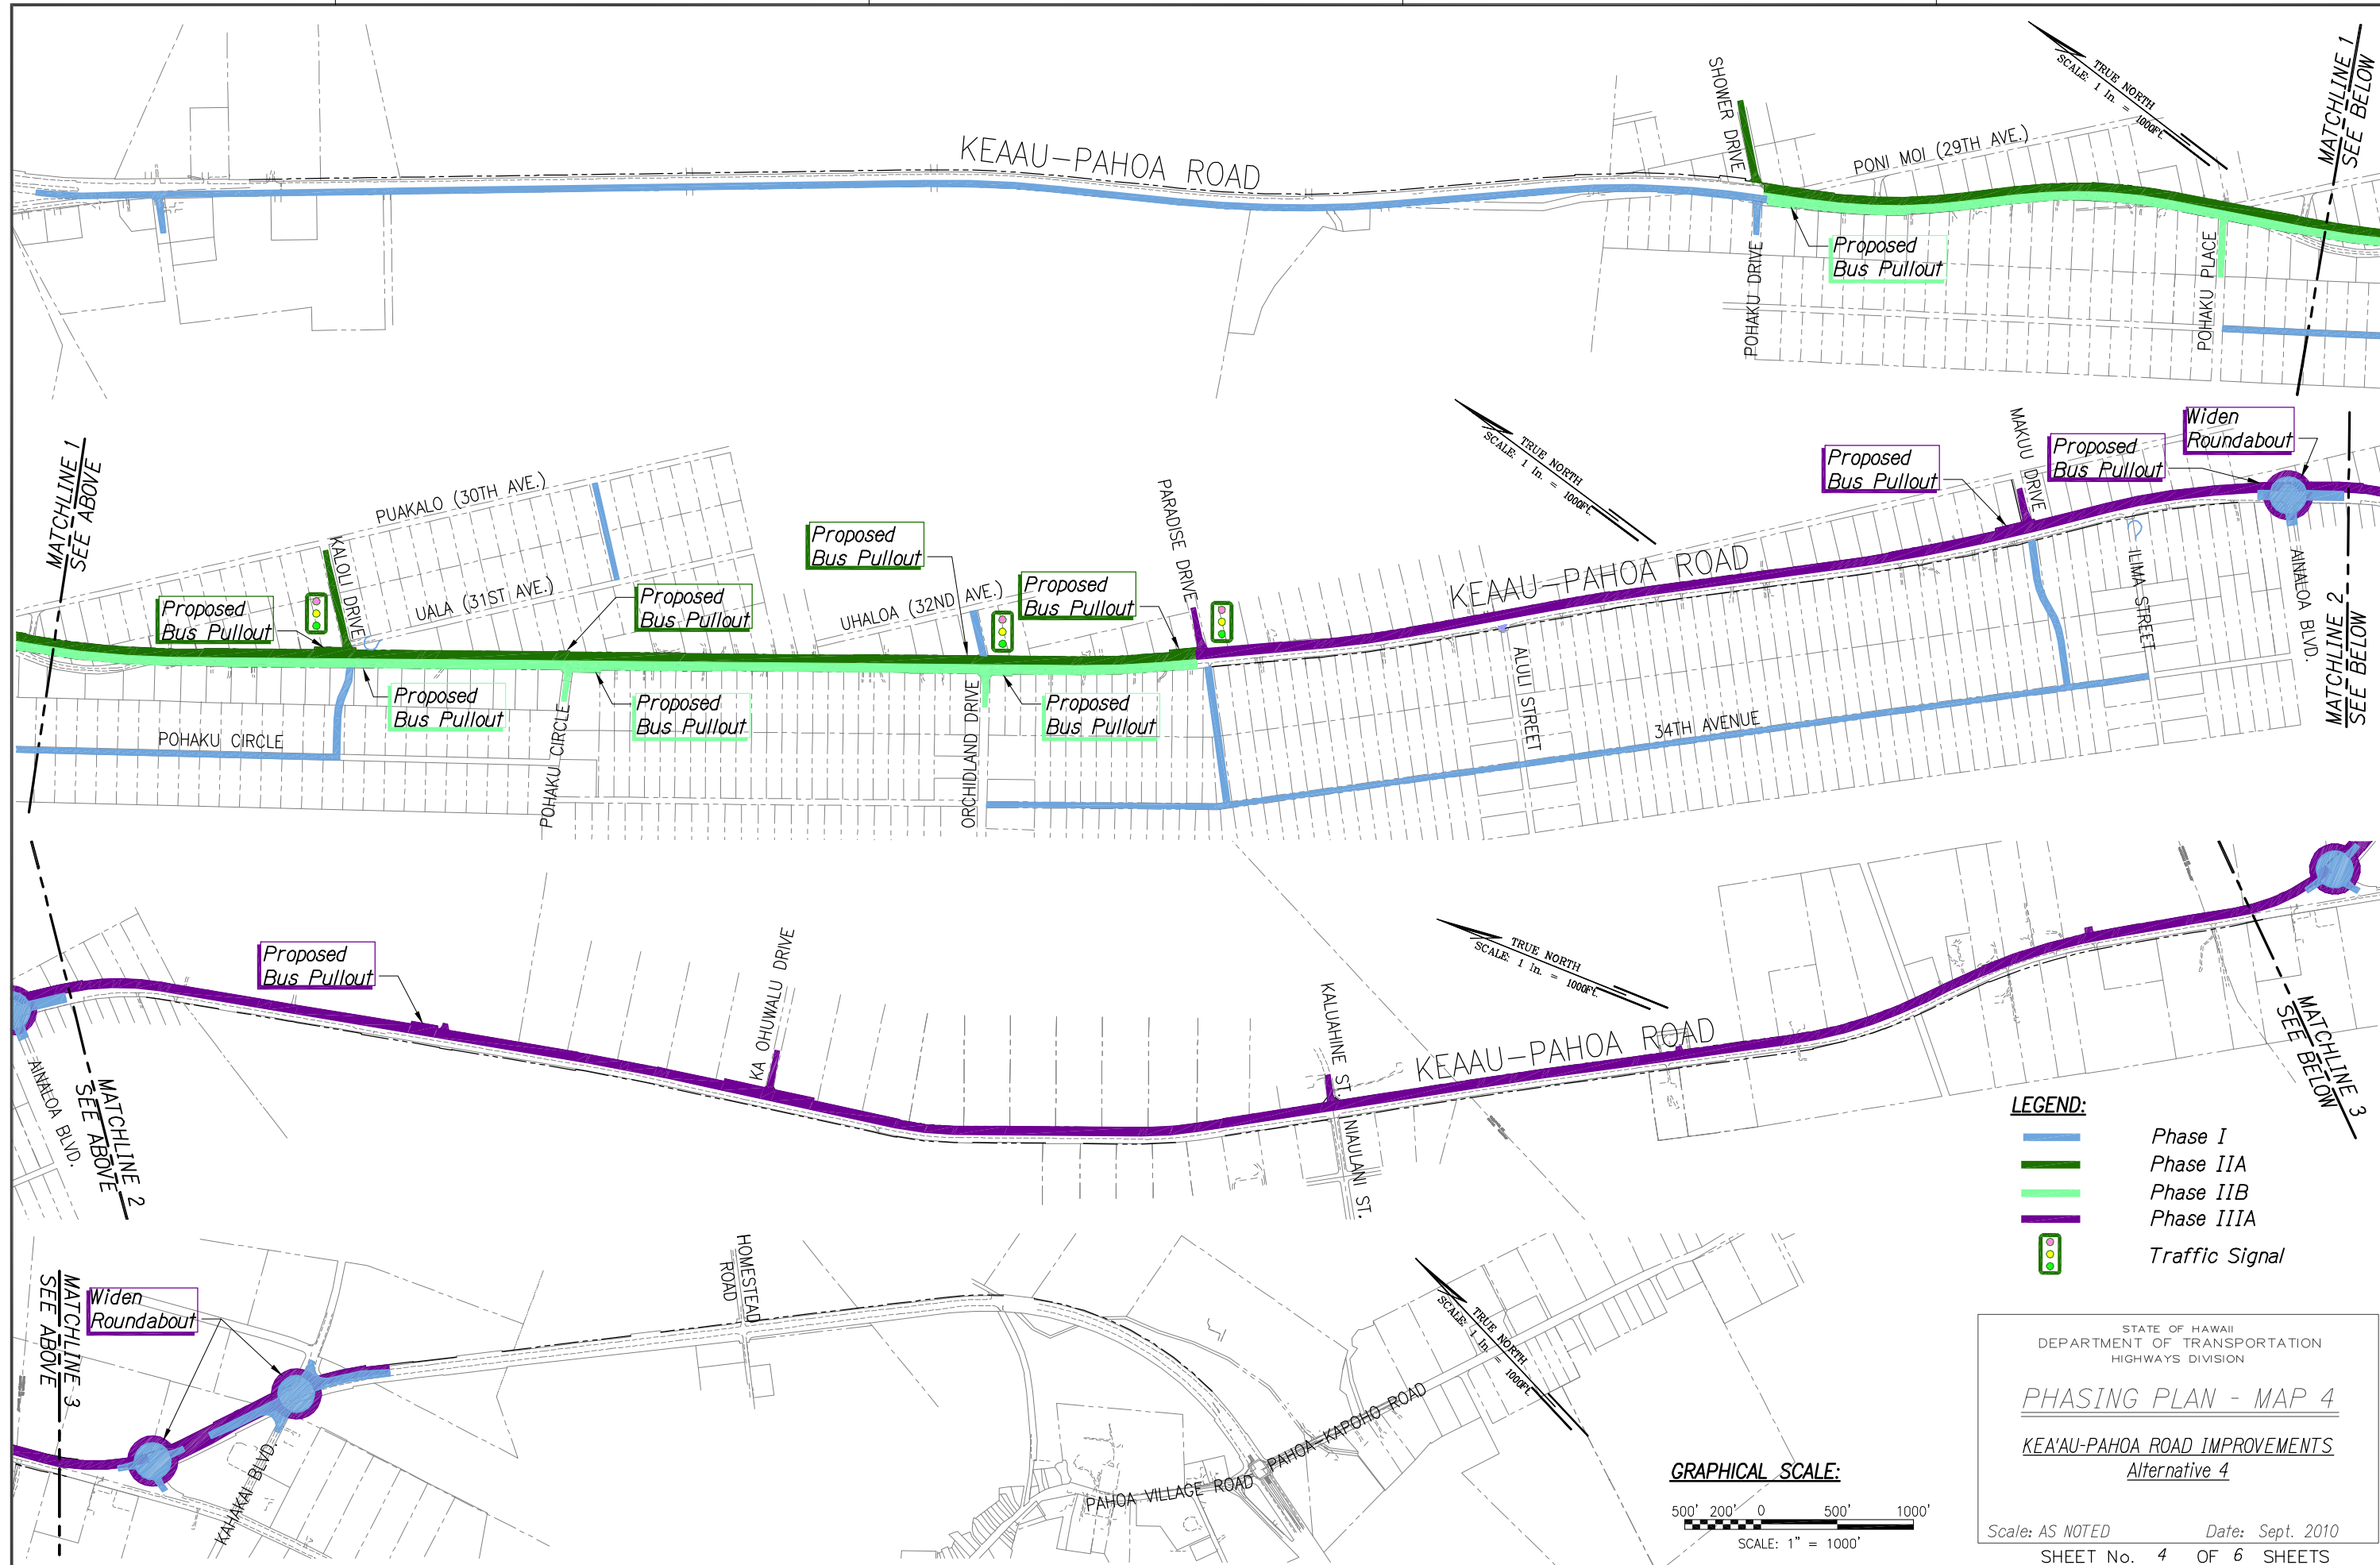 KEAAU-PAHOA ROAD
SHOWER DRIVE
PONI MOI (29TH AVE.)
TRUE NORTH
SCALE: 1 In. = 1000Ft.
MATCHLINE 1
SEE BELOW
Proposed
Bus Pullout
POHAKU DRIVE
POHAKU PLACE
MATCHLINE 1
SEE ABOVE
PUAKALO (30TH AVE.)
KALOLI DRIVE
UALA (31ST AVE.)
Proposed
Bus Pullout
Proposed
Bus Pullout
Proposed
Bus Pullout
UHALOA (32ND AVE.)
Proposed
Bus Pullout
PARADISE DRIVE
TRUE NORTH
SCALE: 1 In. = 1000Ft.
KEAAU-PAHOA ROAD
Proposed
Bus Pullout
MAKUU DRIVE
Proposed
Bus Pullout
Widen
Roundabout
Proposed
Bus Pullout
Proposed
Bus Pullout
Proposed
Bus Pullout
POHAKU CIRCLE
POHAKU CIRCLE
ORCHIDLAND DRIVE
ALULI STREET
34TH AVENUE
ILIMA STREET
AINALOA BLVD.
MATCHLINE 2
SEE BELOW
AINALOA BLVD.
MATCHLINE 2
SEE ABOVE
Proposed
Bus Pullout
KA OHUWALU DRIVE
KALUAHINE ST.
NIAULANI ST.
TRUE NORTH
SCALE: 1 In. = 1000Ft.
KEAAU-PAHOA ROAD
MATCHLINE 3
SEE BELOW
LEGEND:
Phase I
Phase IIA
Phase IIB
Phase IIIA
Traffic Signal
MATCHLINE 3
SEE ABOVE
Widen
Roundabout
KAHAKAI BLVD.
HOMESTEAD
ROAD
PAHOA VILLAGE ROAD
PAHOA-KAPOHO ROAD
TRUE NORTH
SCALE: 1 In. = 1000Ft.
GRAPHICAL SCALE:
500' 200' 0 500' 1000'
SCALE: 1" = 1000'
STATE OF HAWAII
DEPARTMENT OF TRANSPORTATION
HIGHWAYS DIVISION
PHASING PLAN - MAP 4
KEA'AU-PAHOA ROAD IMPROVEMENTS
Alternative 4
Scale: AS NOTED Date: Sept. 2010
SHEET No. 4 OF 6 SHEETS